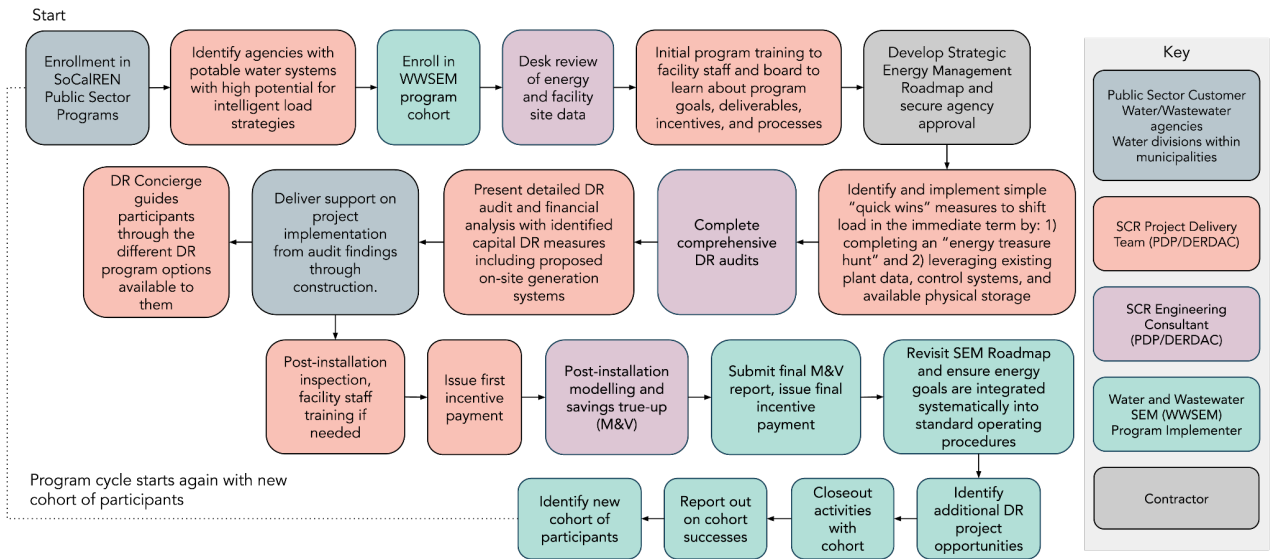 Start
Enrollment in
SoCalREN
Public Sector
Programs
Identify agencies with
potable water systems
with high potential for
intelligent load
strategies
Enroll in
WWSEM
program
cohort
Desk review
of energy
and facility
site data
Initial program training to
facility staff and board to
learn about program
goals, deliverables,
incentives, and processes
Develop Strategic
Energy Management
Roadmap and
secure agency
approval
Identify and implement simple
“quick wins” measures to shift
load in the immediate term by: 1)
completing an “energy treasure
hunt” and 2) leveraging existing
plant data, control systems, and
available physical storage
Complete
comprehensive
DR audits
Present detailed DR
audit and financial
analysis with identified
capital DR measures
including proposed
on-site generation
systems
Deliver support on
project
implementation
from audit findings
through
construction.
DR Concierge
guides
participants
through the
different DR
program options
available to
them
Post-installation
inspection,
facility staff
training if
needed
Issue first
incentive
payment
Post-installation
modelling and
savings true-up
(M&V)
Submit final M&V
report, issue final
incentive
payment
Revisit SEM Roadmap
and ensure energy
goals are integrated
systematically into
standard operating
procedures
Identify
additional DR
project
opportunities
Closeout
activities with
cohort
Report out
on cohort
successes
Identify new
cohort of
participants
Program cycle starts again with new
cohort of participants
Key
Public Sector Customer
Water/Wastewater
agencies
Water divisions within
municipalities
SCR Project Delivery
Team (PDP/DERDAC)
SCR Engineering
Consultant
(PDP/DERDAC)
Water and Wastewater
SEM (WWSEM)
Program Implementer
Contractor